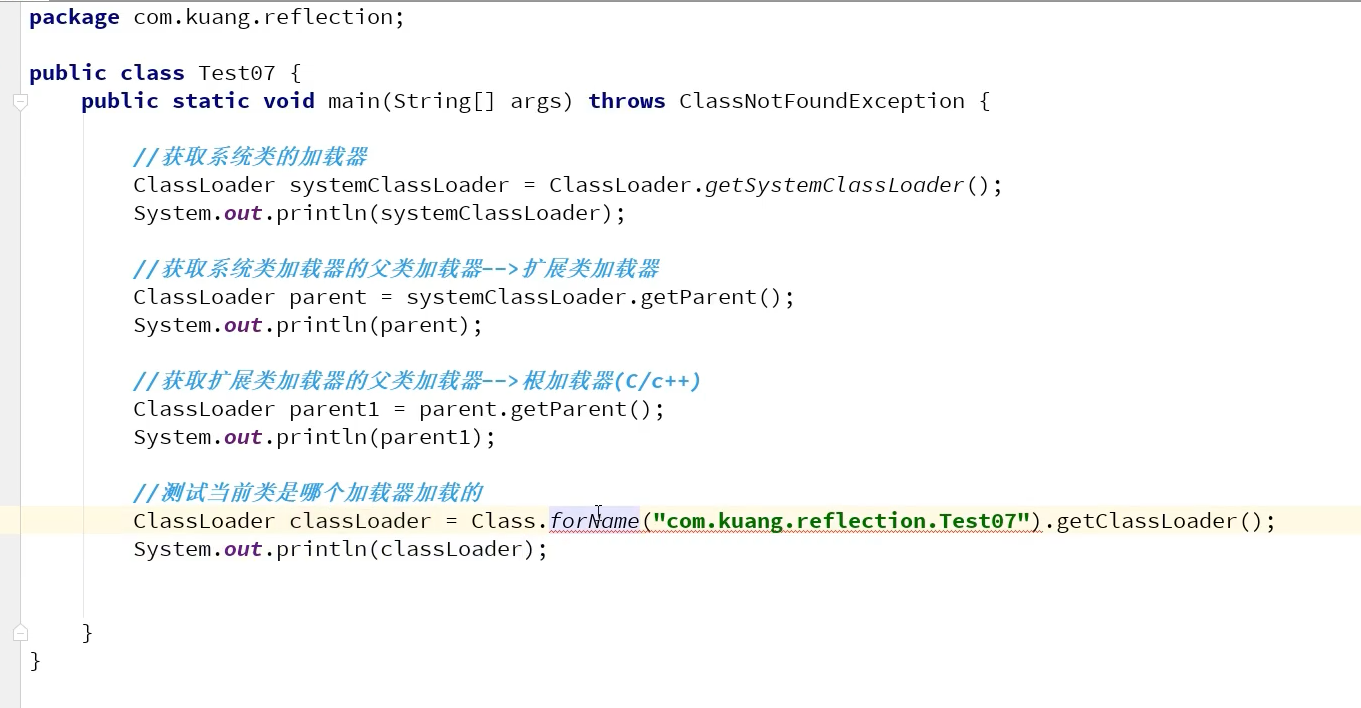 package com.kuang.reflection;
public class Test07 {
public static void main(String[] args) throws ClassNotFoundException {
//获取系统类的加载器
ClassLoader systemClassLoader = ClassLoader.getSystemClassLoader();
System.out.println(systemClassLoader);
//获取系统类加载器的父类加载器-->扩展类加载器
ClassLoader parent = systemClassLoader.getParent();
System.out.println(parent);
//获取扩展类加载器的父类加载器-->根加载器(C/c++)
ClassLoader parent1 = parent.getParent();
System.out.println(parent1);
//测试当前类是哪个加载器加载的
ClassLoader classLoader = Class.forName("com.kuang.reflection.Test07").getClassLoader();
System.out.println(classLoader);
}
}